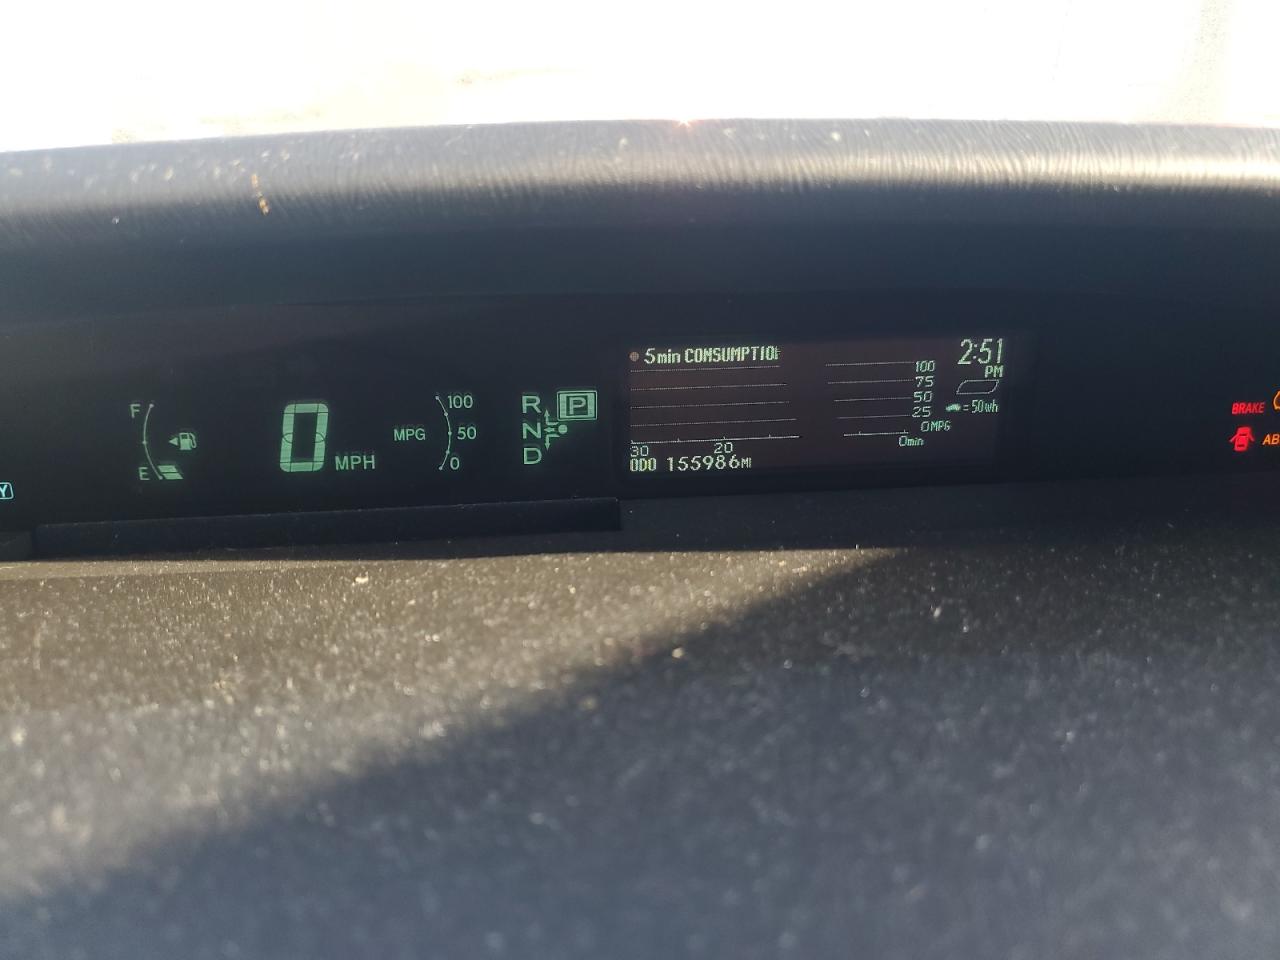 5min CONSUMPTIO
2:51
PM
100
75
50
25
0MPG
0min
= 50wh
30
20
ODO 155986MI
F
E
0
MPH
MPG
100
50
0
R
P
N
D
BRAKE
AB
Y